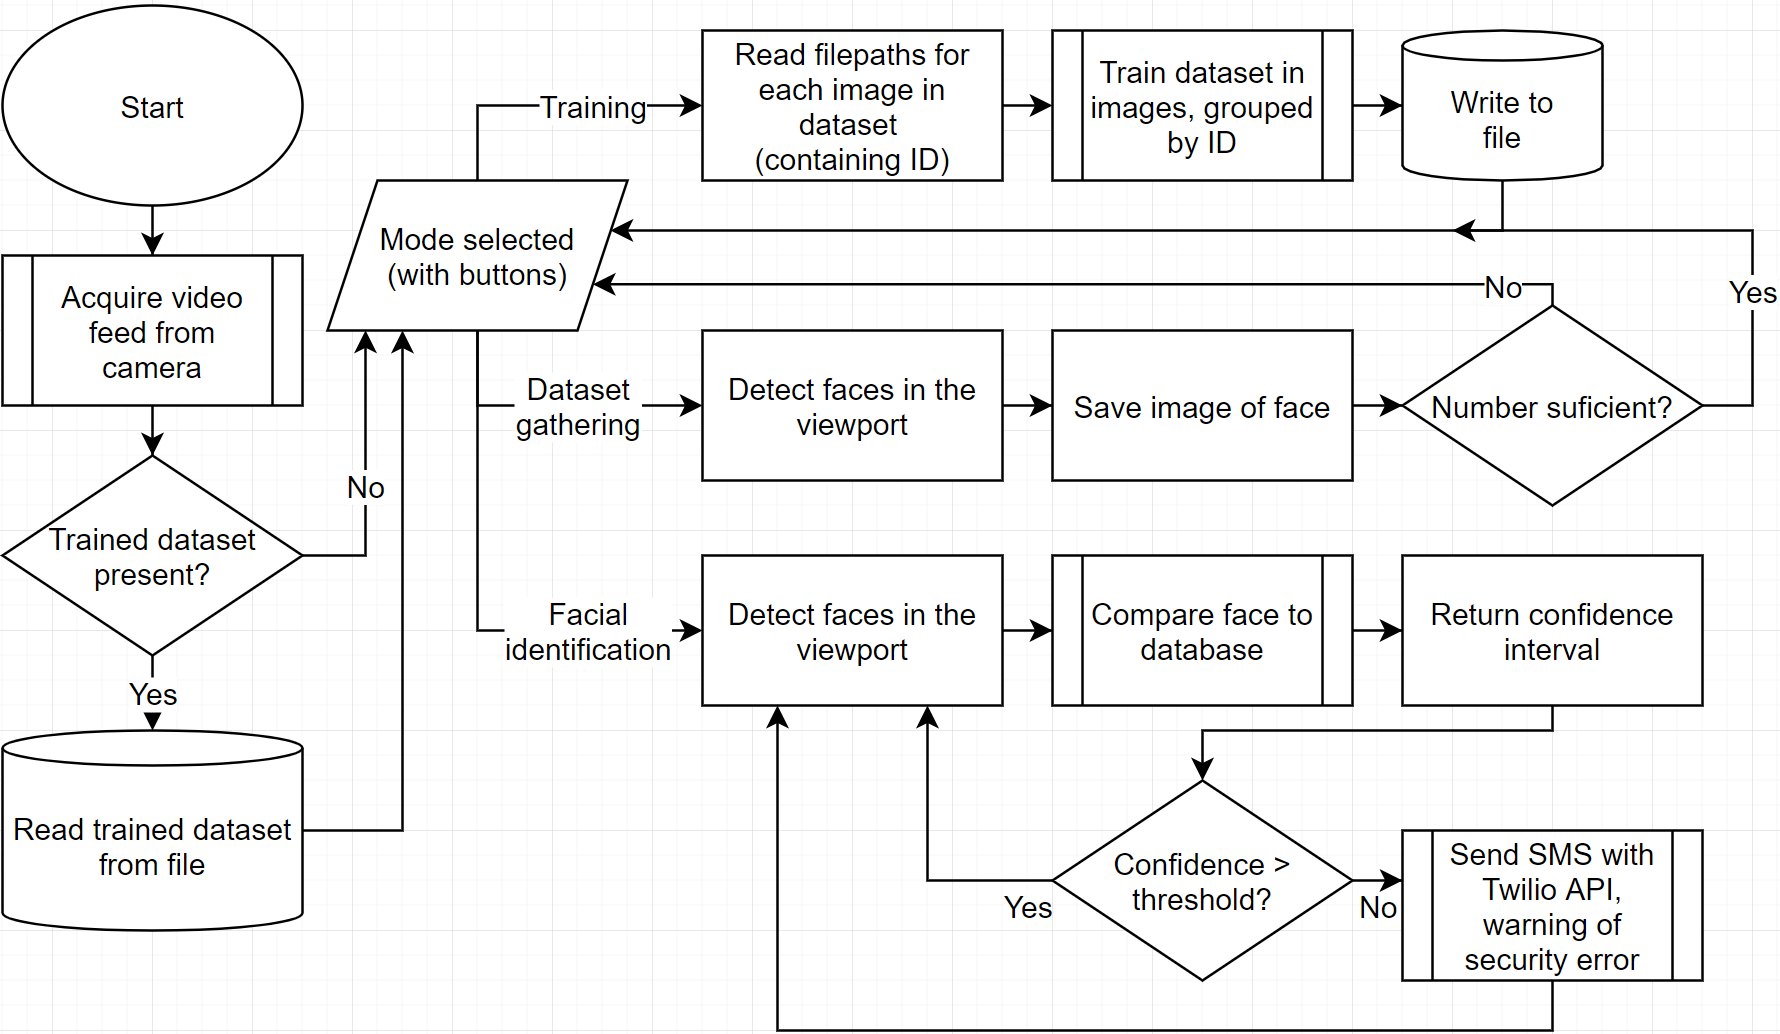 Start
Acquire video
feed from
camera
Trained dataset
present?
No
Yes
Read trained dataset
from file
Mode selected
(with buttons)
Training
Read filepaths for
each image in
dataset
(containing ID)
Train dataset in
images, grouped
by ID
Write to
file
Dataset
gathering
Detect faces in the
viewport
Save image of face
Number suficient?
No
Yes
Facial
identification
Detect faces in the
viewport
Compare face to
database
Return confidence
interval
Confidence >
threshold?
Yes
No
Send SMS with
Twilio API,
warning of
security error